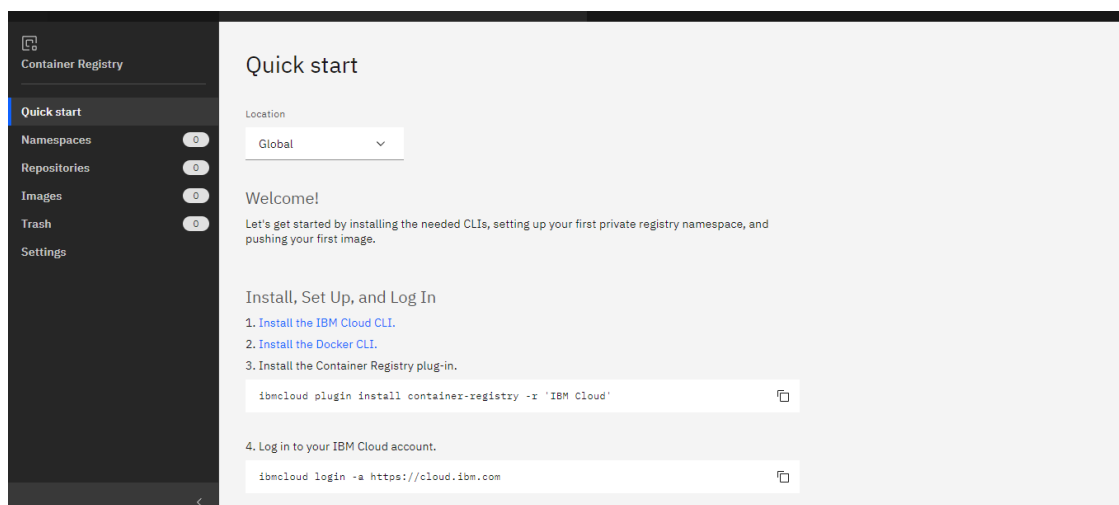 Container Registry
Quick start
Namespaces 0
Repositories 0
Images 0
Trash 0
Settings
Quick start
Location
Global
Welcome!
Let's get started by installing the needed CLIs, setting up your first private registry namespace, and
pushing your first image.
Install, Set Up, and Log In
1. Install the IBM Cloud CLI.
2. Install the Docker CLI.
3. Install the Container Registry plug-in.
ibmcloud plugin install container-registry -r 'IBM Cloud'
4. Log in to your IBM Cloud account.
ibmcloud login -a https://cloud.ibm.com